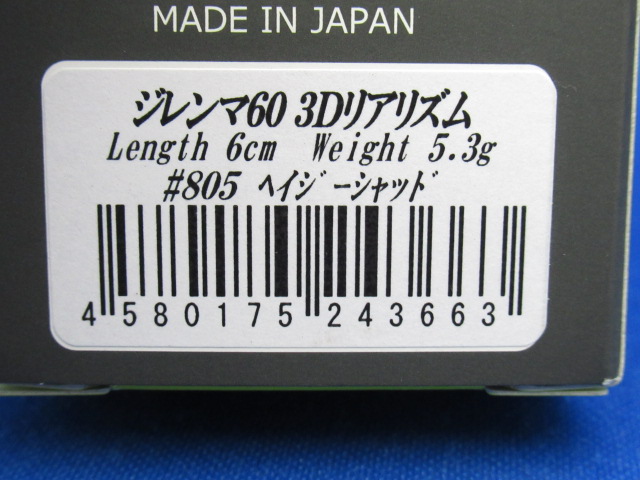 MADE IN JAPAN
ジレンマ60 3Dリアリズム
Length 6cm Weight 5.3g
#805 ﾍｲｼﾞｰｼｬｯﾄﾞ
4 580175 243663